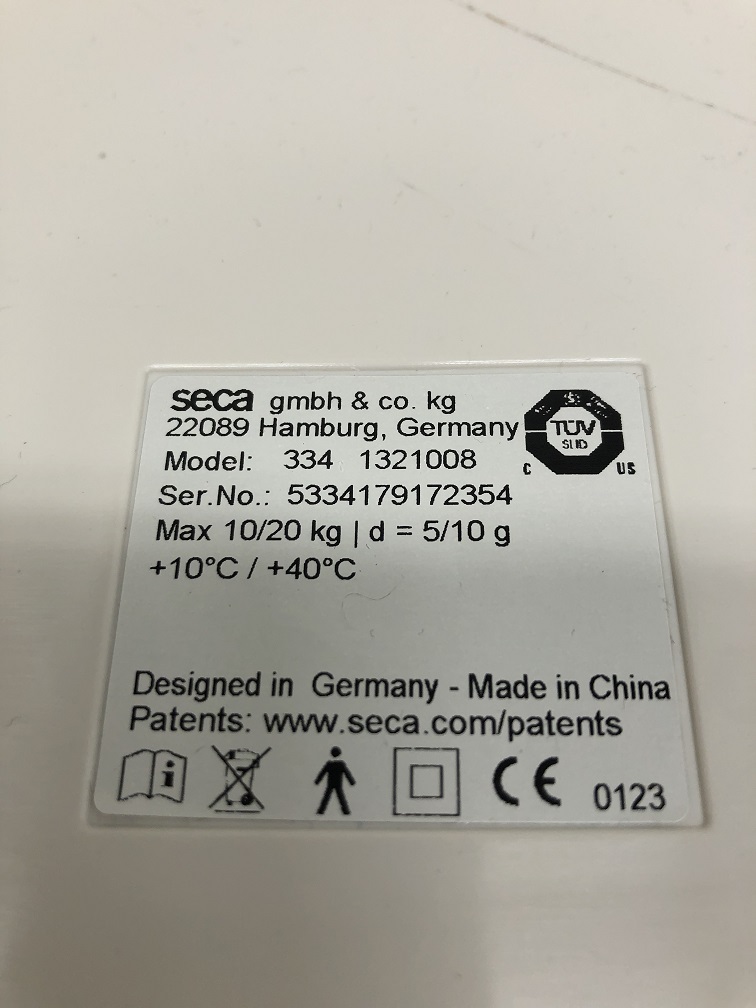 seca gmbh & co. kg
22089 Hamburg, Germany
TÜV
SUD
C US
Model: 334 1321008
Ser.No.: 5334179172354
Max 10/20 kg | d = 5/10 g
+10°C / +40°C
Designed in Germany - Made in China
Patents: www.seca.com/patents
i
CE 0123